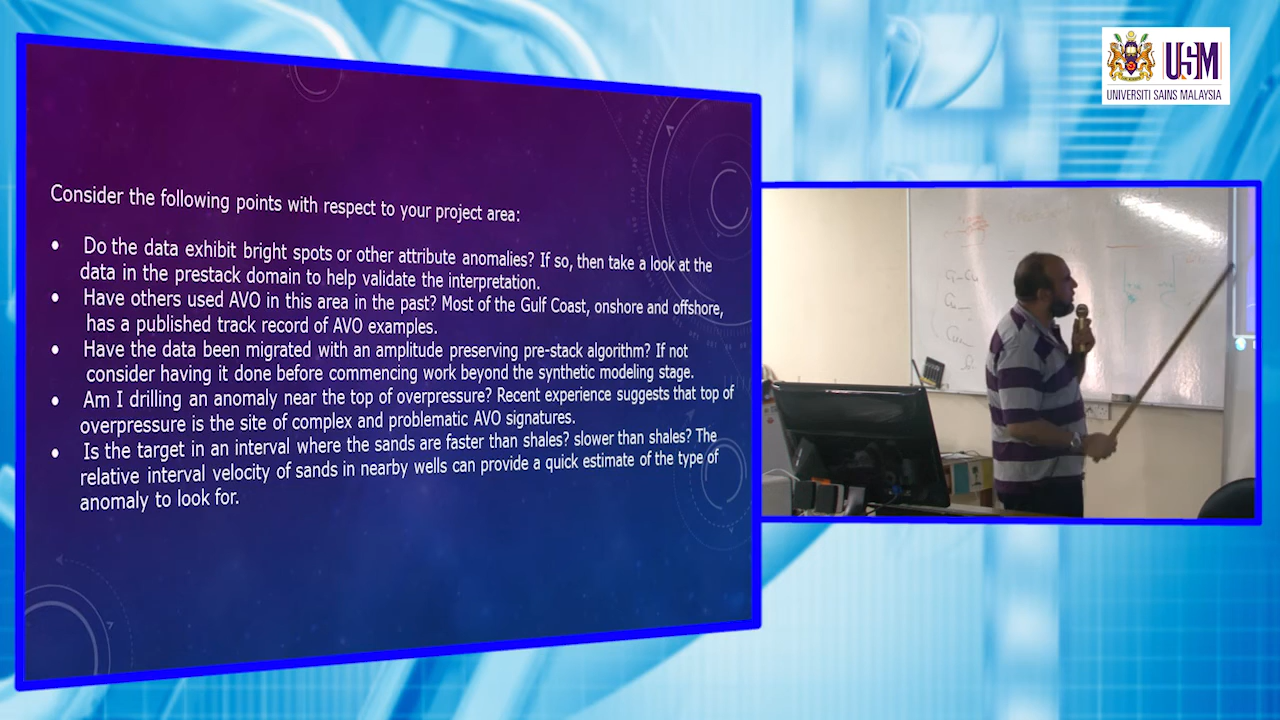 USM
UNIVERSITI SAINS MALAYSIA
Consider the following points with respect to your project area:
• Do the data exhibit bright spots or other attribute anomalies? If so, then take a look at the
data in the prestack domain to help validate the interpretation.
• Have others used AVO in this area in the past? Most of the Gulf Coast, onshore and offshore,
has a published track record of AVO examples.
• Have the data been migrated with an amplitude preserving pre-stack algorithm? If not
consider having it done before commencing work beyond the synthetic modeling stage.
• Am I drilling an anomaly near the top of overpressure? Recent experience suggests that top of
overpressure is the site of complex and problematic AVO signatures.
• Is the target in an interval where the sands are faster than shales? slower than shales? The
relative interval velocity of sands in nearby wells can provide a quick estimate of the type of
anomaly to look for.